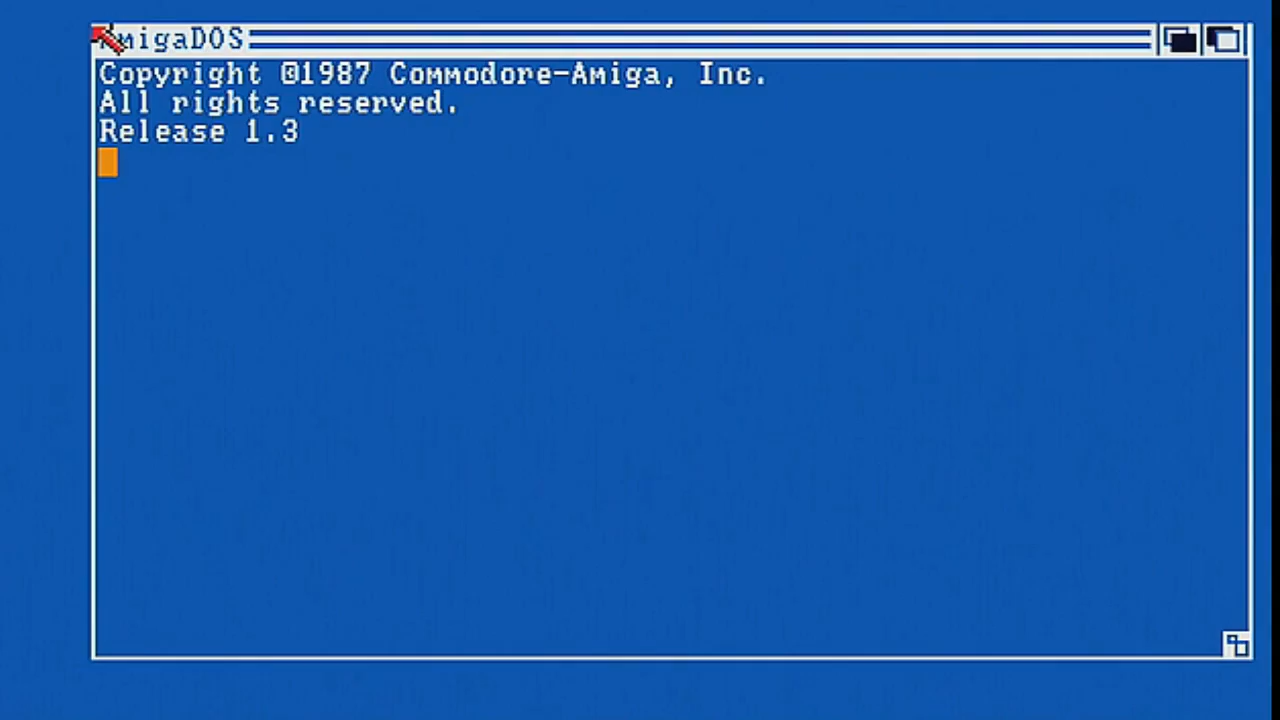 AmigaDOS
Copyright ©1987 Commodore-Amiga, Inc.
All rights reserved.
Release 1.3